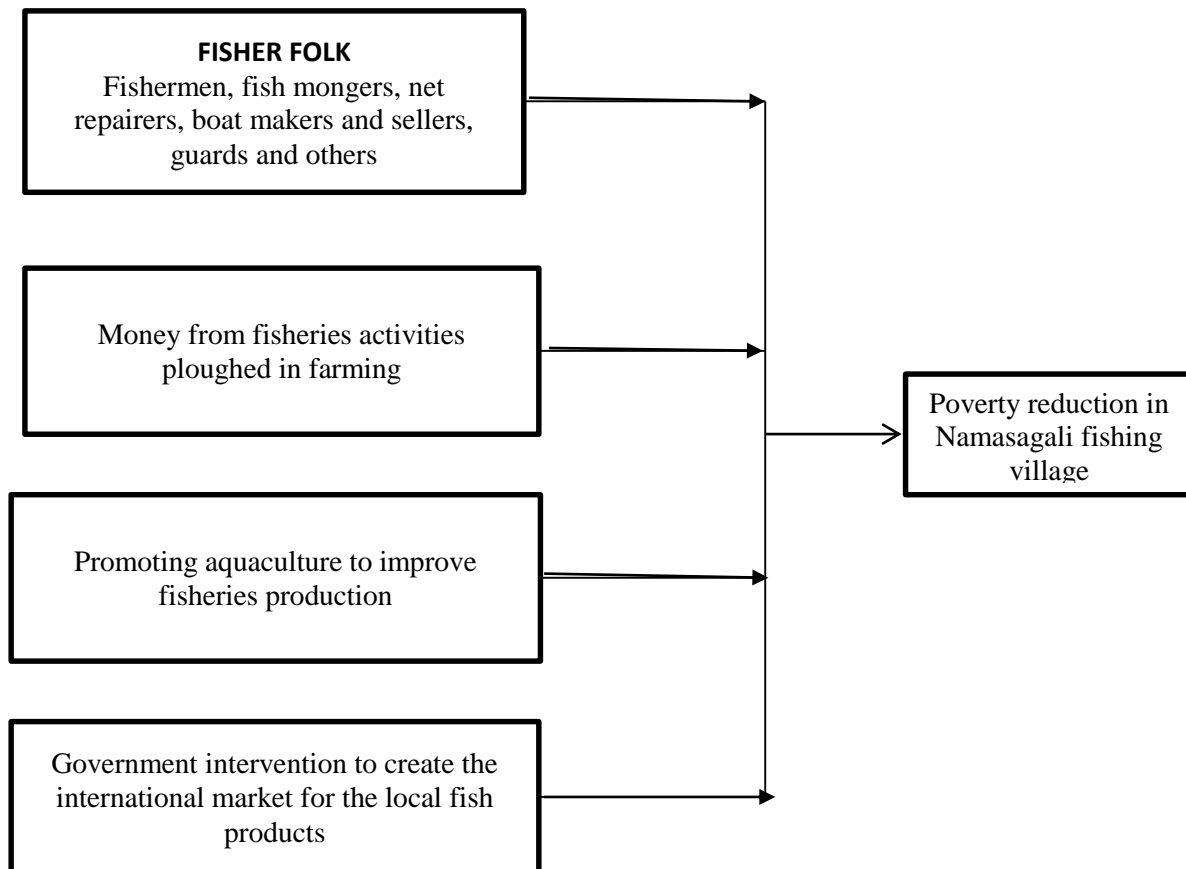 FISHER FOLK
Fishermen, fish mongers, net
repairers, boat makers and sellers,
guards and others
Money from fisheries activities
ploughed in farming
Promoting aquaculture to improve
fisheries production
Government intervention to create the
international market for the local fish
products
Poverty reduction in
Namasagali fishing
village